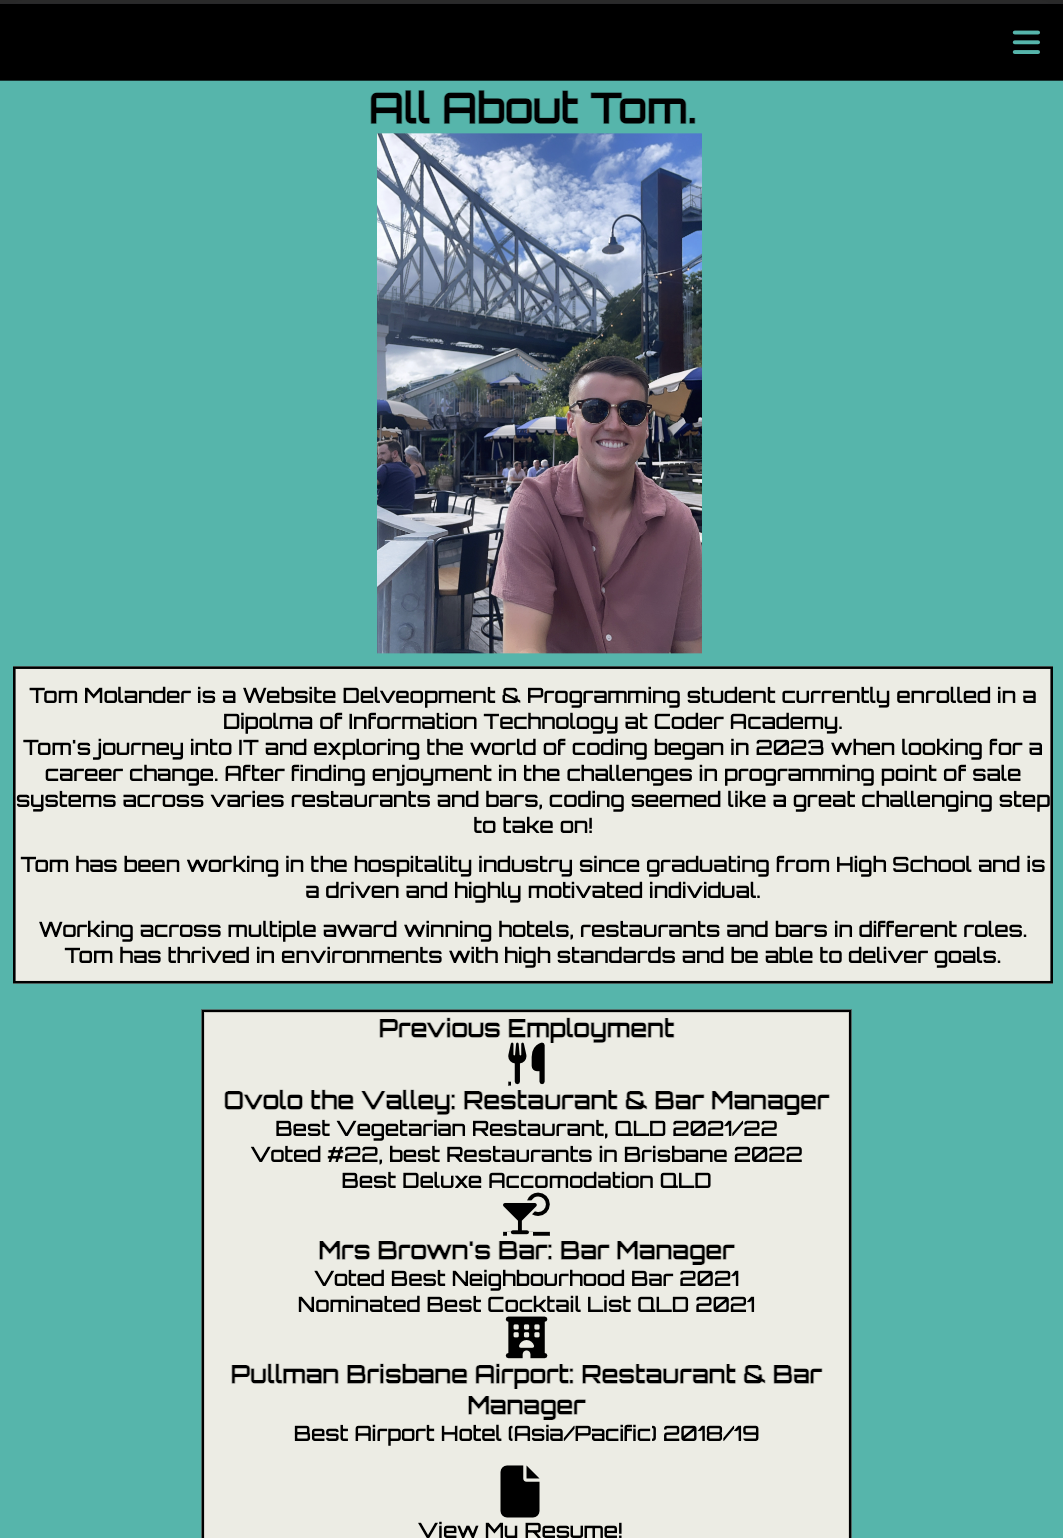 All About Tom.
Tom Molander is a Website Delveopment & Programming student currently enrolled in a
Dipolma of Information Technology at Coder Academy.
Tom's journey into IT and exploring the world of coding began in 2023 when looking for a
career change. After finding enjoyment in the challenges in programming point of sale
systems across varies restaurants and bars, coding seemed like a great challenging step
to take on!
Tom has been working in the hospitality industry since graduating from High School and is
a driven and highly motivated individual.
Working across multiple award winning hotels, restaurants and bars in different roles.
Tom has thrived in environments with high standards and be able to deliver goals.
Previous Employment
Ovolo the Valley: Restaurant & Bar Manager
Best Vegetarian Restaurant, QLD 2021/22
Voted #22, best Restaurants in Brisbane 2022
Best Deluxe Accomodation QLD
Mrs Brown's Bar: Bar Manager
Voted Best Neighbourhood Bar 2021
Nominated Best Cocktail List QLD 2021
Pullman Brisbane Airport: Restaurant & Bar
Manager
Best Airport Hotel (Asia/Pacific) 2018/19
View My Resume!